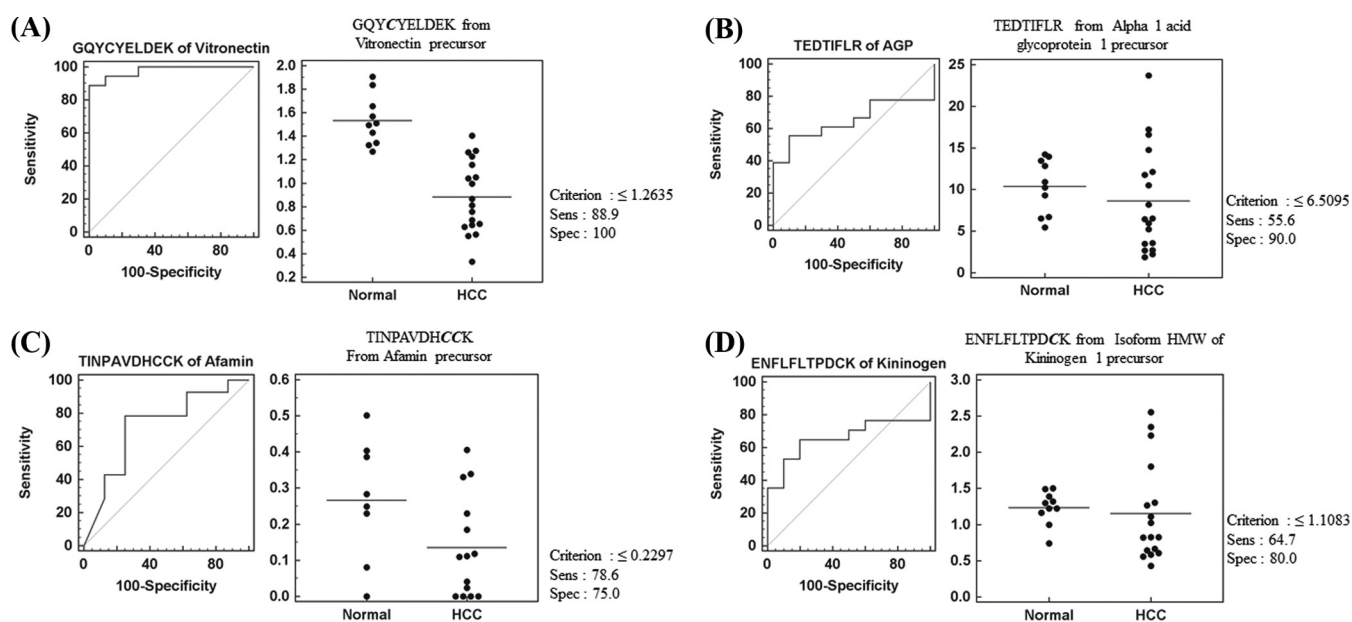 (A)
GQYCYELDEK of Vitronectin
Sensitivity
100
80
60
40
20
0
0 40 80
100-Specificity
GQYCYELDEK from
Vitronectin precursor
2.0
1.8
1.6
1.4
1.2
1.0
0.8
0.6
0.4
0.2
Normal HCC
Criterion : ≤ 1.2635
Sens : 88.9
Spec : 100
(B)
TEDTIFLR of AGP
Sensitivity
100
80
60
40
20
0
0 40 80
100-Specificity
TEDTIFLR from Alpha 1 acid
glycoprotein 1 precursor
25
20
15
10
5
0
Normal HCC
Criterion : ≤ 6.5095
Sens : 55.6
Spec : 90.0
(C)
TINPAVDHCCK of Afamin
Sensitivity
100
80
60
40
20
0
0 40 80
100-Specificity
TINPAVDHCCK
From Afamin precursor
0.6
0.5
0.4
0.3
0.2
0.1
0.0
Normal HCC
Criterion : ≤ 0.2297
Sens : 78.6
Spec : 75.0
(D)
ENFLFLTPDCK of Kininogen
Sensitivity
100
80
60
40
20
0
0 40 80
100-Specificity
ENFLFLTPDCK from Isoform HMW of
Kininogen 1 precursor
3.0
2.5
2.0
1.5
1.0
0.5
0.0
Normal HCC
Criterion : ≤ 1.1083
Sens : 64.7
Spec : 80.0